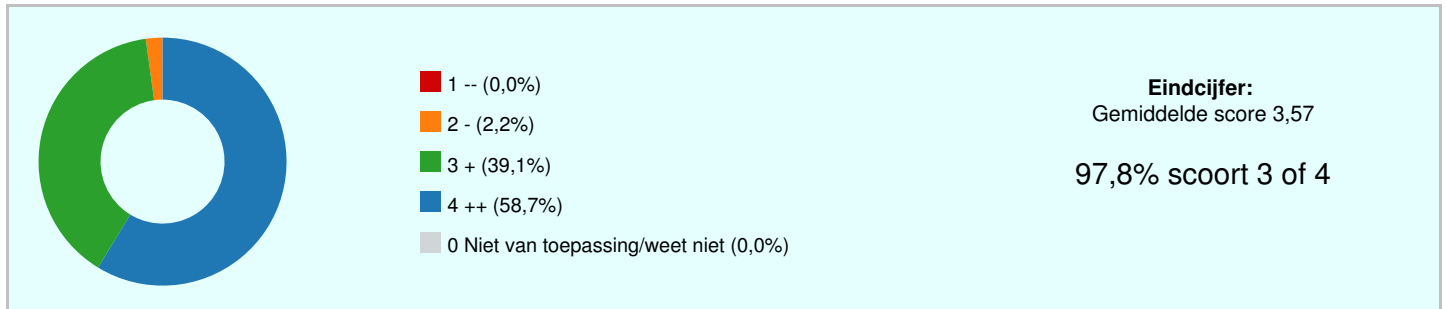 1 -- (0,0%)
2 - (2,2%)
3 + (39,1%)
4 ++ (58,7%)
0 Niet van toepassing/weet niet (0,0%)
Eindcijfer:
Gemiddelde score 3,57
97,8% scoort 3 of 4